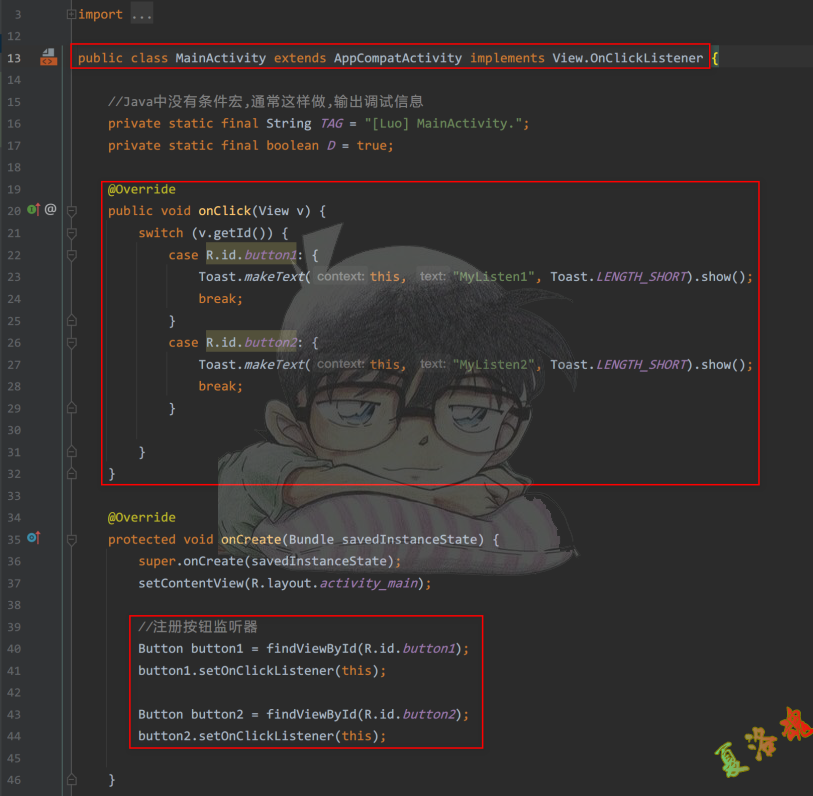 3 import ...
12
13 public class MainActivity extends AppCompatActivity implements View.OnClickListener {
14
15 //Java中没有条件宏,通常这样做,输出调试信息
16 private static final String TAG = "[Luo] MainActivity.";
17 private static final boolean D = true;
18
19 @Override
20 @ public void onClick(View v) {
21 switch (v.getId()) {
22 case R.id.button1: {
23 Toast.makeText( context: this, text: "MyListen1", Toast.LENGTH_SHORT).show();
24 break;
25 }
26 case R.id.button2: {
27 Toast.makeText( context: this, text: "MyListen2", Toast.LENGTH_SHORT).show();
28 break;
29 }
30
31 }
32 }
33
34 @Override
35 protected void onCreate(Bundle savedInstanceState) {
36 super.onCreate(savedInstanceState);
37 setContentView(R.layout.activity_main);
38
39 //注册按钮监听器
40 Button button1 = findViewById(R.id.button1);
41 button1.setOnClickListener(this);
42
43 Button button2 = findViewById(R.id.button2);
44 button2.setOnClickListener(this);
45
46 }
夏洛